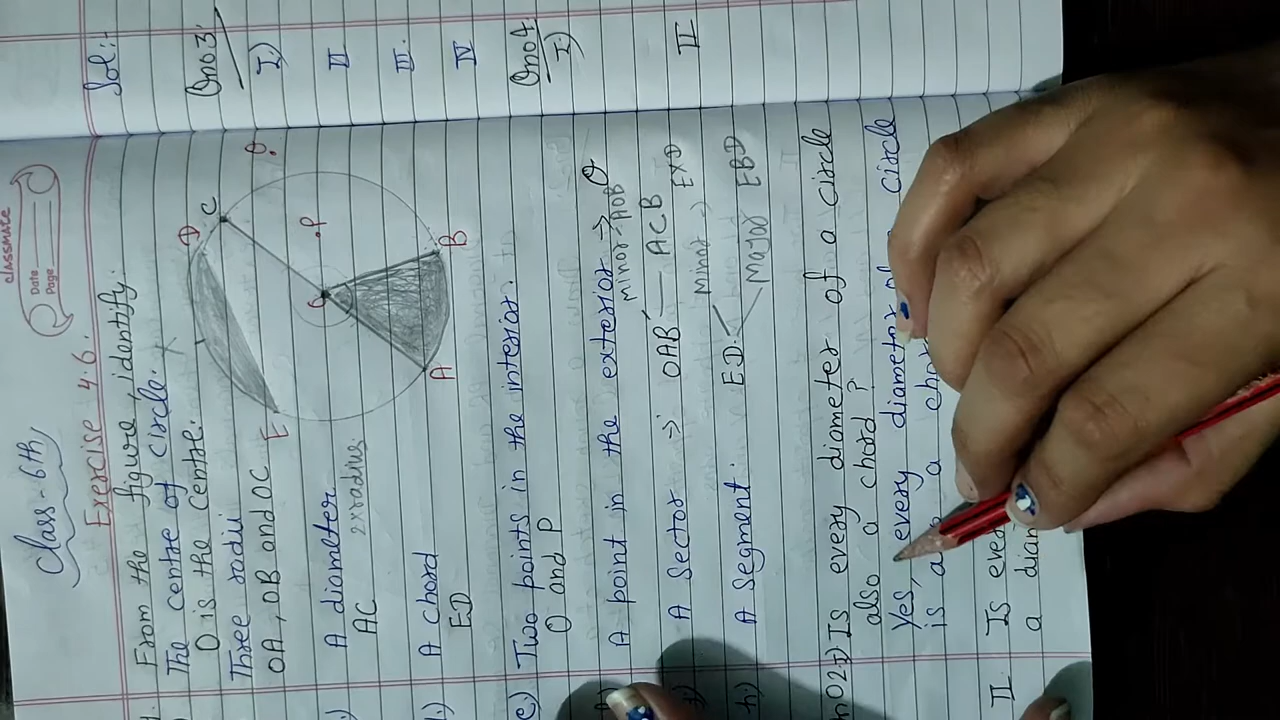 classmate
Date
Page
Class - 6th
Exercise 4.6.
From the figure, identify.
The centre of circle.
O is the Centre.
Three radii
OA, OB and OC
A diameter
2×radius
AC
A chord
ED
e.) Two points in the interior.
O and P
A point in the exterior ⇒ Q
Minor - AOB
f.) A Sector ⇒ OAB — ACB
Minor ⇒ EXD
h.) A Segment. ED.
Major EBD
D
C
Q
P
O
B
A
E
I) Is every diameter of a circle
also a chord ?
Yes, every diameter circle
is a
II Is
a
Sol:-
Qno3
I)
II
III.
IV
Qno4
I)
II